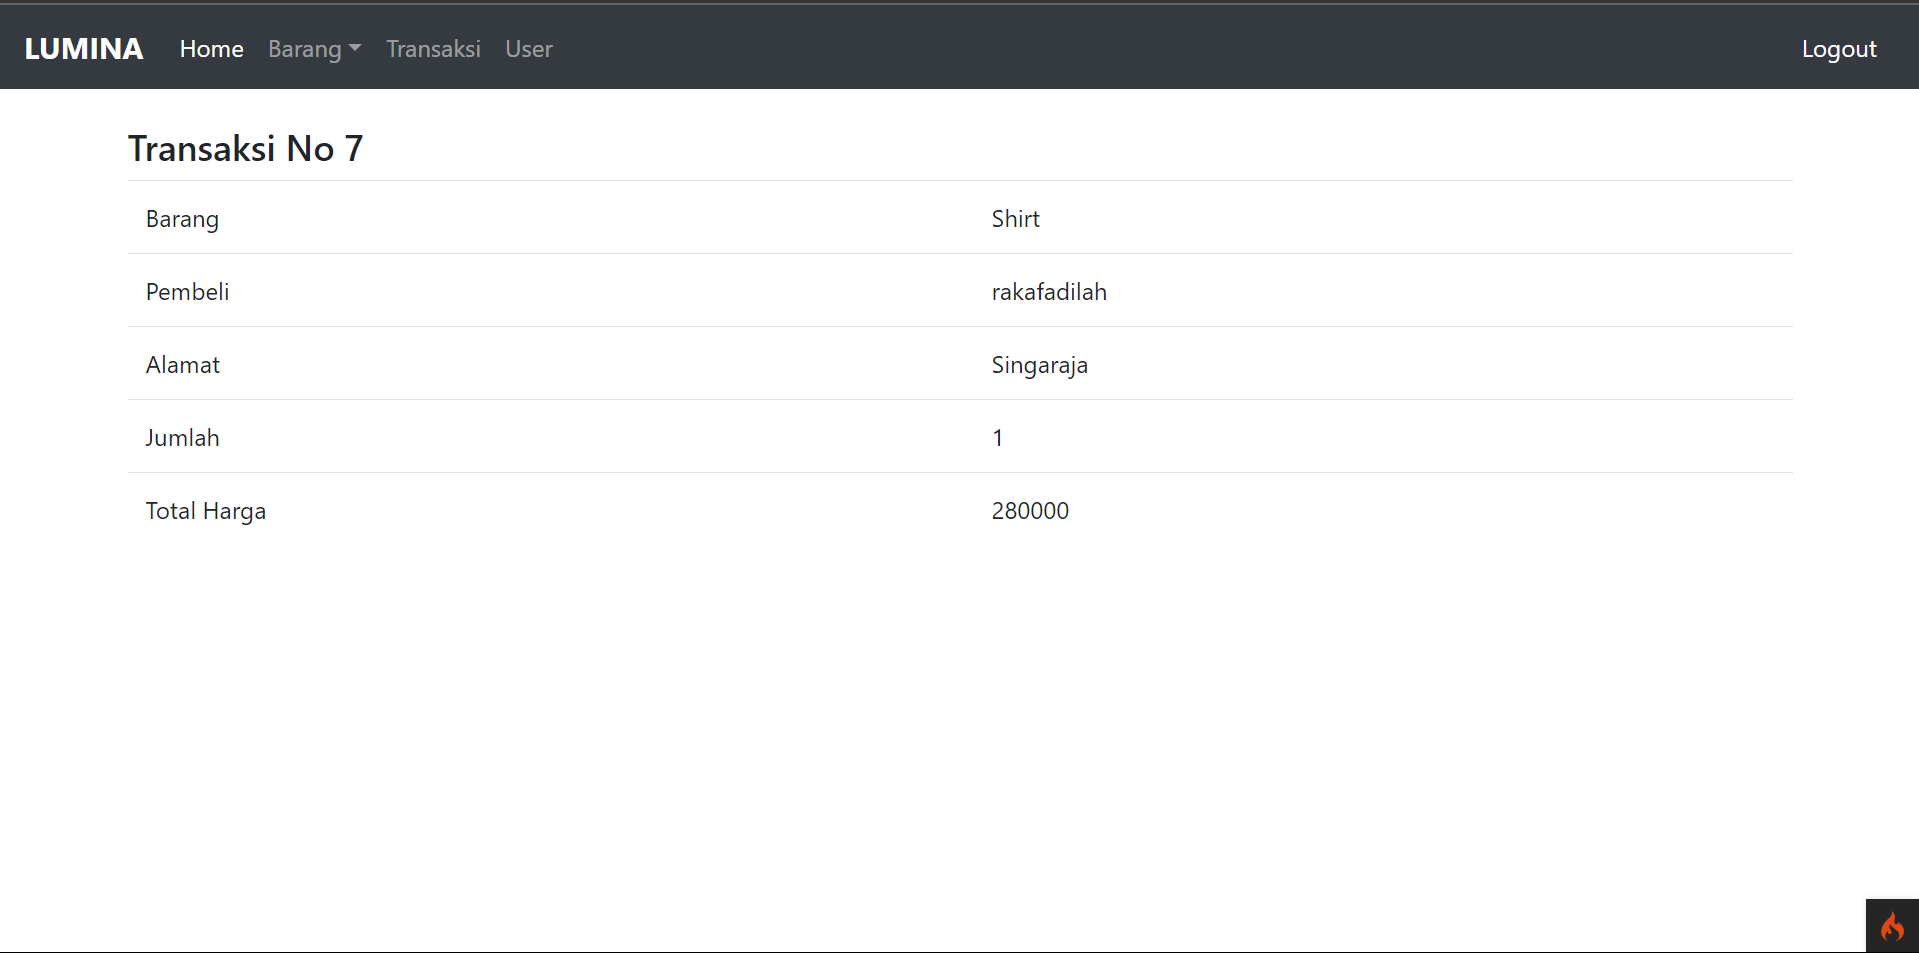 LUMINA Home Barang Transaksi User Logout
Transaksi No 7
Barang Shirt
Pembeli rakafadilah
Alamat Singaraja
Jumlah 1
Total Harga 280000